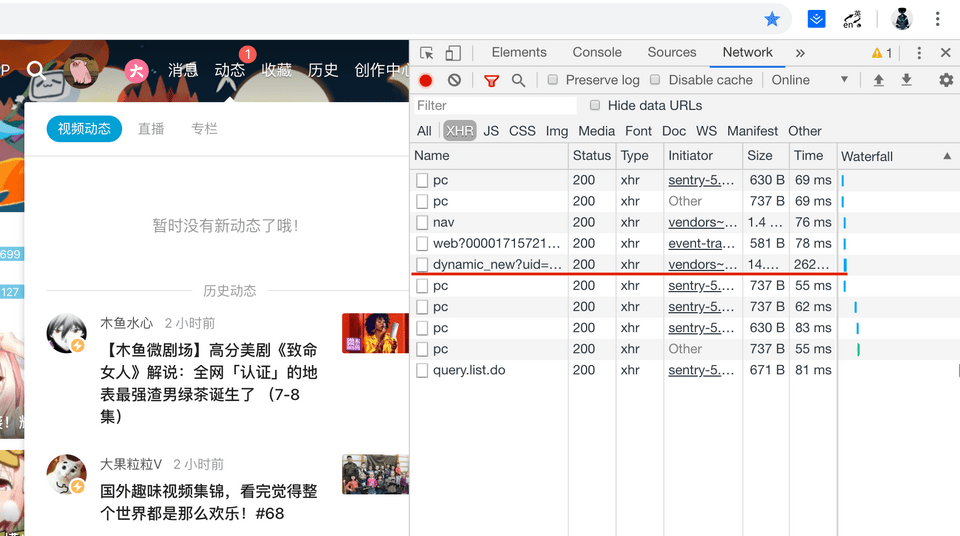 en英
Elements Console Sources Network » 1
Preserve log Disable cache Online
Filter Hide data URLs
All XHR JS CSS Img Media Font Doc WS Manifest Other
Name Status Type Initiator Size Time Waterfall
pc 200 xhr sentry-5.... 630 B 69 ms
pc 200 xhr Other 737 B 69 ms
nav 200 xhr vendors~... 1.4 ... 76 ms
web?00001715721... 200 xhr event-tra... 581 B 78 ms
dynamic_new?uid=... 200 xhr vendors~... 14.... 262...
pc 200 xhr sentry-5.... 737 B 55 ms
pc 200 xhr sentry-5.... 737 B 62 ms
pc 200 xhr sentry-5.... 630 B 83 ms
pc 200 xhr Other 737 B 55 ms
query.list.do 200 xhr sentry-5.... 671 B 81 ms
P 大 消息 动态 1 收藏 历史 创作中心
视频动态 直播 专栏
暂时没有新动态了哦！
699
127
历史动态
木鱼水心 2 小时前
【木鱼微剧场】高分美剧《致命
女人》解说：全网「认证」的地
表最强渣男绿茶诞生了 （7-8
集）
大果粒粒V 2 小时前
国外趣味视频集锦，看完觉得整
个世界都是那么欢乐！#68